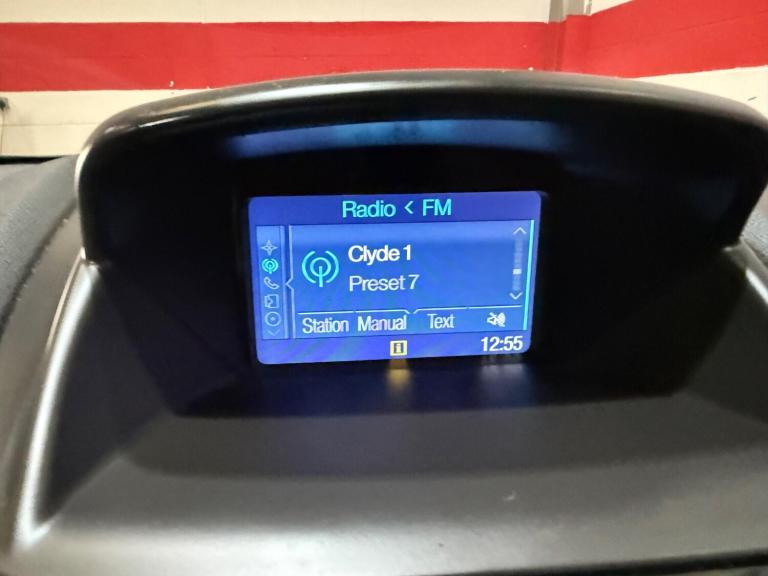 Radio < FM
Clyde 1
Preset 7
Station Manual Text
i 12:55